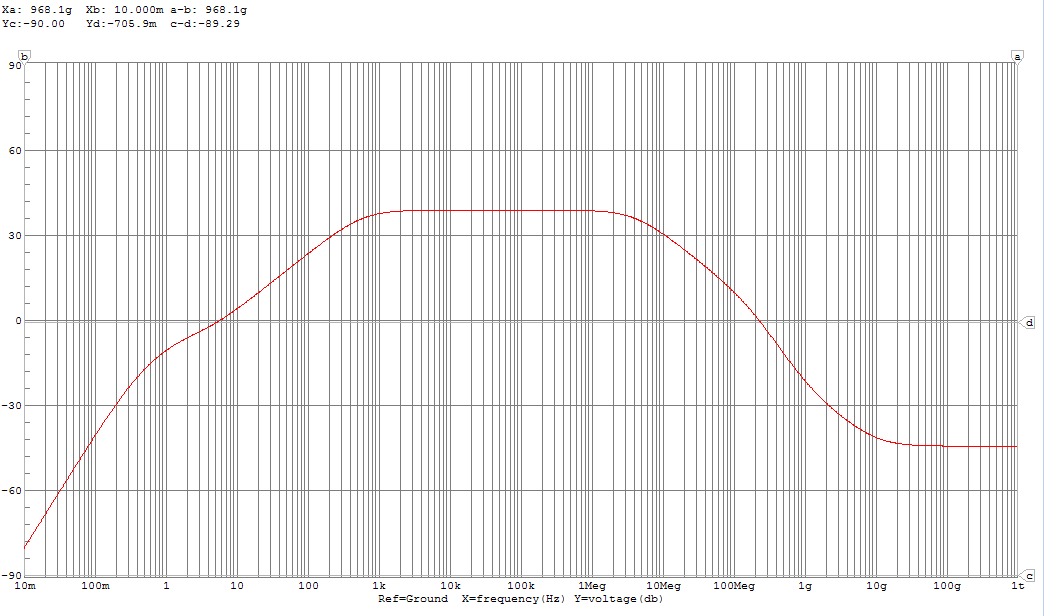 Xa: 968.1g  Xb: 10.000m a-b: 968.1g
Yc:-90.00   Yd:-705.9m  c-d:-89.29
b
a
90
60
30
0
d
-30
-60
-90
c
10m 100m 1 10 100 1k 10k 100k 1Meg 10Meg 100Meg 1g 10g 100g 1t
Ref=Ground  X=frequency(Hz) Y=voltage(db)